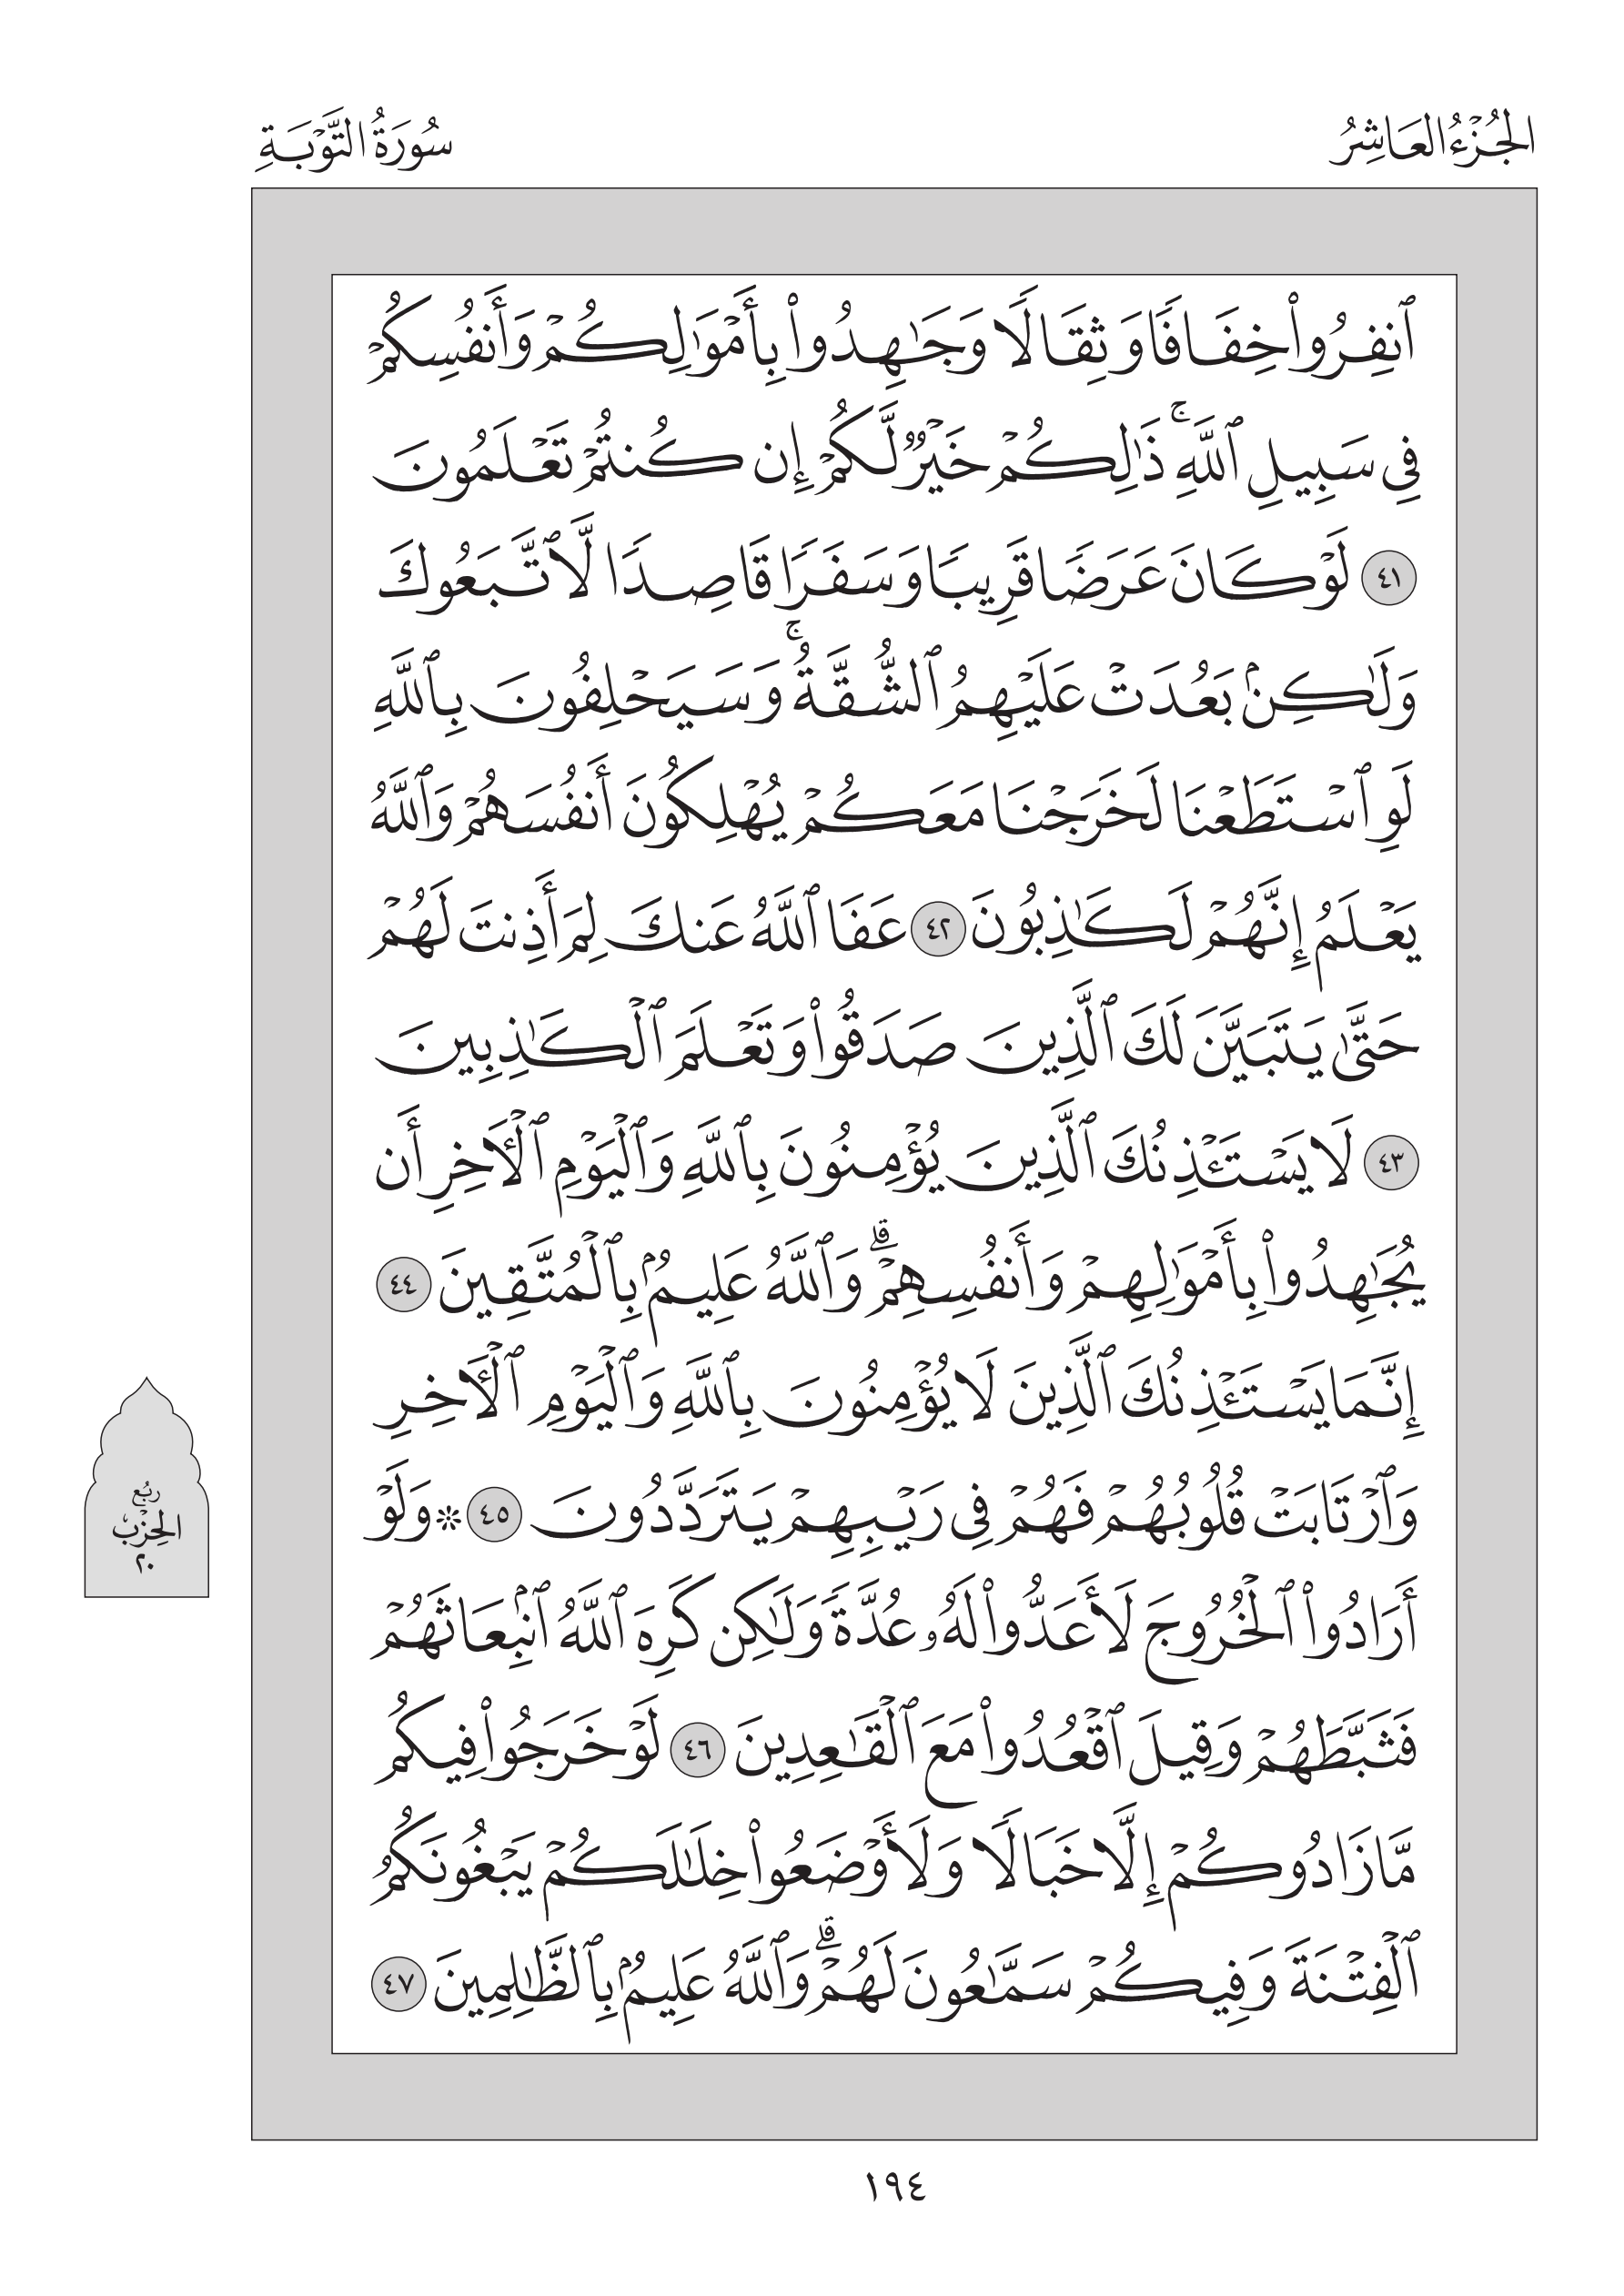 الجُزْءُ العَاشِرُ
سُورَةُ التَّوْبَةِ
ٱنفِرُوا۟ خِفَافًا وَثِقَالًا وَجَـٰهِدُوا۟ بِأَمْوَٰلِكُمْ وَأَنفُسِكُمْ
فِى سَبِيلِ ٱللَّهِ ۚ ذَٰلِكُمْ خَيْرٌ لَّكُمْ إِن كُنتُمْ تَعْلَمُونَ
٤١ لَوْ كَانَ عَرَضًا قَرِيبًا وَسَفَرًا قَاصِدًا لَّٱتَّبَعُوكَ
وَلَـٰكِنۢ بَعُدَتْ عَلَيْهِمُ ٱلشُّقَّةُ ۚ وَسَيَحْلِفُونَ بِٱللَّهِ
لَوِ ٱسْتَطَعْنَا لَخَرَجْنَا مَعَكُمْ يُهْلِكُونَ أَنفُسَهُمْ وَٱللَّهُ
يَعْلَمُ إِنَّهُمْ لَكَـٰذِبُونَ ٤٢ عَفَا ٱللَّهُ عَنكَ لِمَ أَذِنتَ لَهُمْ
حَتَّىٰ يَتَبَيَّنَ لَكَ ٱلَّذِينَ صَدَقُوا۟ وَتَعْلَمَ ٱلْكَـٰذِبِينَ
٤٣ لَا يَسْتَـْٔذِنُكَ ٱلَّذِينَ يُؤْمِنُونَ بِٱللَّهِ وَٱلْيَوْمِ ٱلْـَٔاخِرِ أَن
يُجَـٰهِدُوا۟ بِأَمْوَٰلِهِمْ وَأَنفُسِهِمْ ۗ وَٱللَّهُ عَلِيمٌۢ بِٱلْمُتَّقِينَ ٤٤
إِنَّمَا يَسْتَـْٔذِنُكَ ٱلَّذِينَ لَا يُؤْمِنُونَ بِٱللَّهِ وَٱلْيَوْمِ ٱلْـَٔاخِرِ
وَٱرْتَابَتْ قُلُوبُهُمْ فَهُمْ فِى رَيْبِهِمْ يَتَرَدَّدُونَ ٤٥ ۞ وَلَوْ
أَرَادُوا۟ ٱلْخُرُوجَ لَأَعَدُّوا۟ لَهُۥ عُدَّةً وَلَـٰكِن كَرِهَ ٱللَّهُ ٱنۢبِعَاثَهُمْ
فَثَبَّطَهُمْ وَقِيلَ ٱقْعُدُوا۟ مَعَ ٱلْقَـٰعِدِينَ ٤٦ لَوْ خَرَجُوا۟ فِيكُم
مَّا زَادُوكُمْ إِلَّا خَبَالًا وَلَأَوْضَعُوا۟ خِلَـٰلَكُمْ يَبْغُونَكُمُ
ٱلْفِتْنَةَ وَفِيكُمْ سَمَّـٰعُونَ لَهُمْ ۗ وَٱللَّهُ عَلِيمٌۢ بِٱلظَّـٰلِمِينَ ٤٧
رُبُع
الحِزْب
٢٠
١٩٤